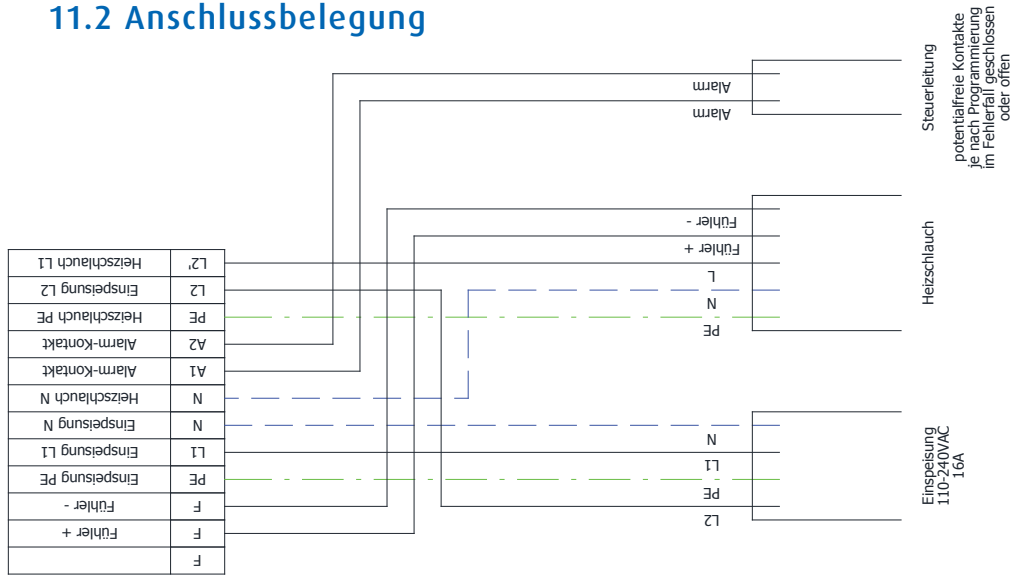 11.2 Anschlussbelegung
Alarm
Alarm
Steuerleitung
potentialfreie Kontakte
je nach Programmierung
im Fehlerfall geschlossen
oder offen
Fühler -
Fühler +
L
N
PE
Heizschlauch
N
L1
PE
L2
Einspeisung
110-240VAC
16A
Heizschlauch L1 L2'
Einspeisung L2 L2
Heizschlauch PE PE
Alarm-Kontakt A2
Alarm-Kontakt A1
Heizschlauch N N
Einspeisung N N
Einspeisung L1 L1
Einspeisung PE PE
Fühler - F
Fühler + F
F